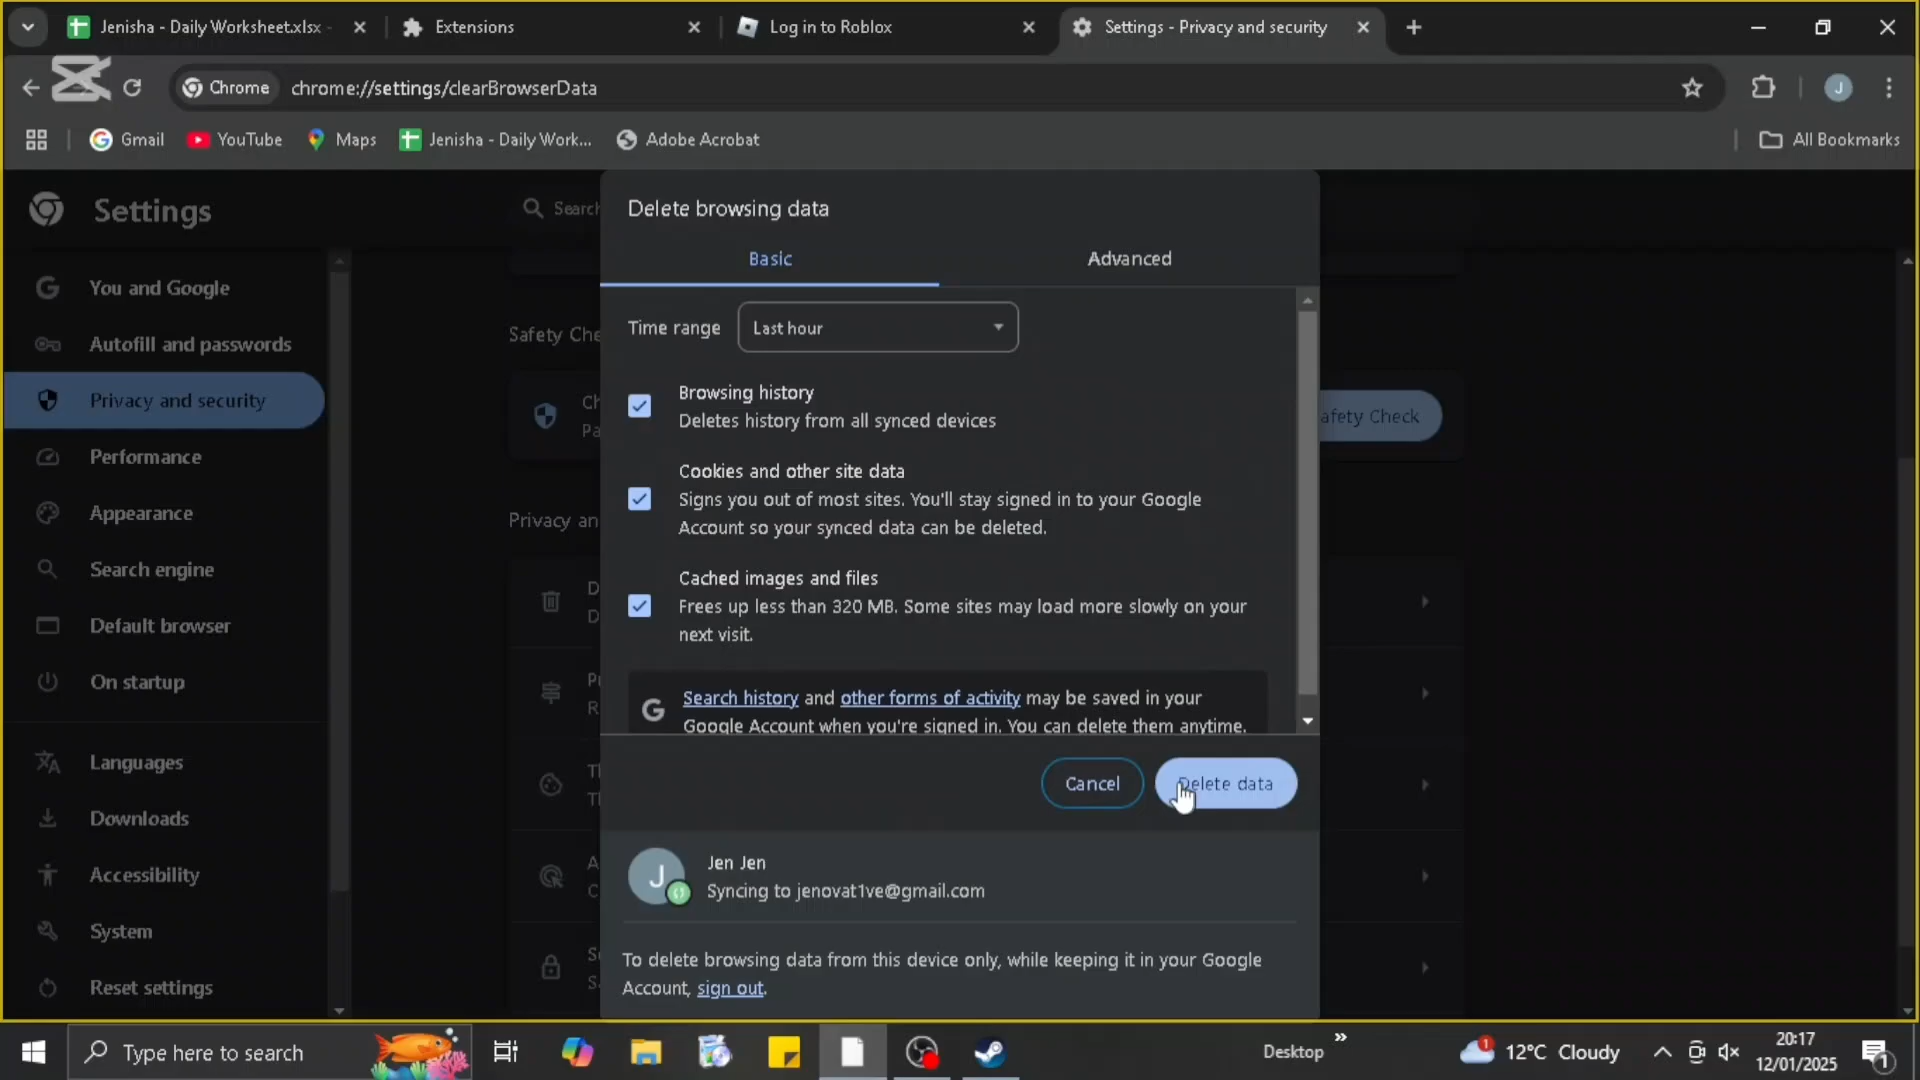 Jenisha - Daily Worksheet.xlsx -
Extensions
Log in to Roblox
Settings - Privacy and security
Chrome
chrome://settings/clearBrowserData
J
Gmail
YouTube
Maps
Jenisha - Daily Work...
Adobe Acrobat
All Bookmarks
Settings
Search
You and Google
Autofill and passwords
Privacy and security
Performance
Appearance
Search engine
Default browser
On startup
Languages
Downloads
Accessibility
System
Reset settings
Safety Che
afety Check
Privacy an
Delete browsing data
Basic
Advanced
Time range
Last hour
Browsing history
Deletes history from all synced devices
Cookies and other site data
Signs you out of most sites. You'll stay signed in to your Google
Account so your synced data can be deleted.
Cached images and files
Frees up less than 320 MB. Some sites may load more slowly on your
next visit.
Search history and other forms of activity may be saved in your
Google Account when you're signed in. You can delete them anytime.
Cancel
Delete data
J
Jen Jen
Syncing to jenovat1ve@gmail.com
To delete browsing data from this device only, while keeping it in your Google
Account, sign out.
Type here to search
Desktop
1
12°C Cloudy
20:17
12/01/2025
1